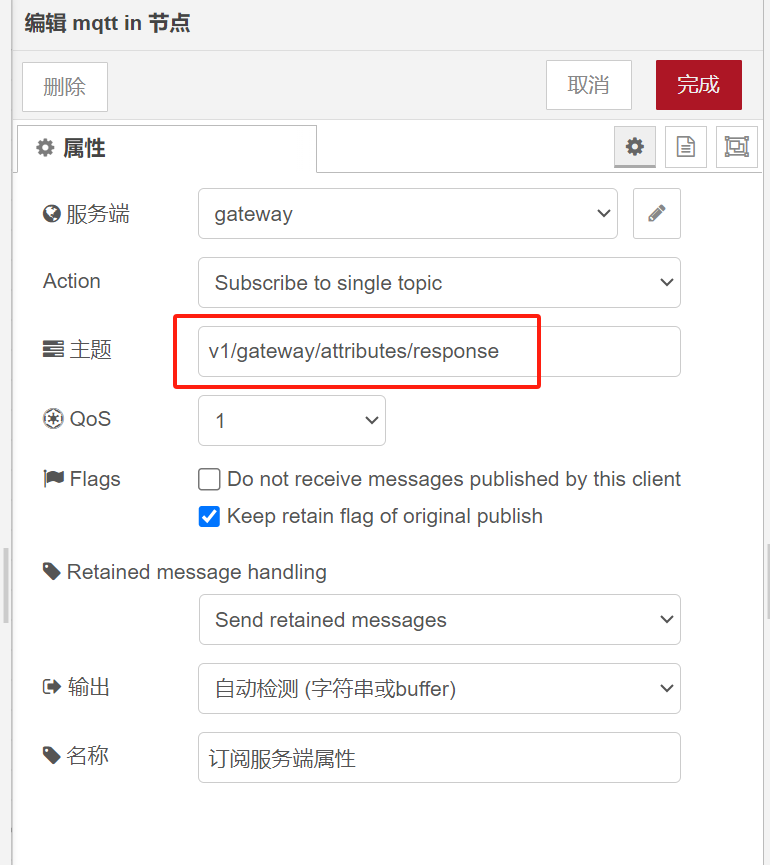 编辑 mqtt in 节点
删除
取消
完成
属性
服务端
gateway
Action
Subscribe to single topic
主题
v1/gateway/attributes/response
QoS
1
Flags
Do not receive messages published by this client
Keep retain flag of original publish
Retained message handling
Send retained messages
输出
自动检测 (字符串或buffer)
名称
订阅服务端属性